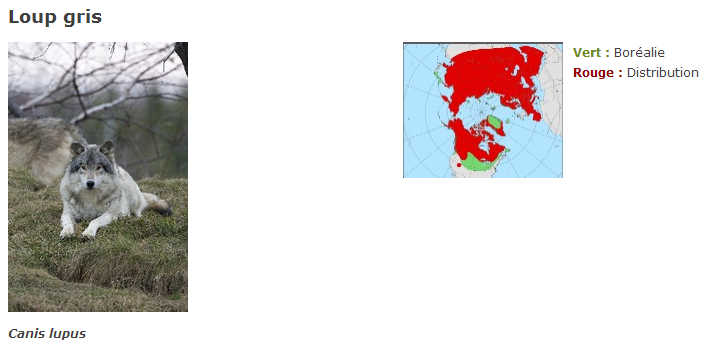 Loup gris
Vert : Boréalie
Rouge : Distribution
Canis lupus